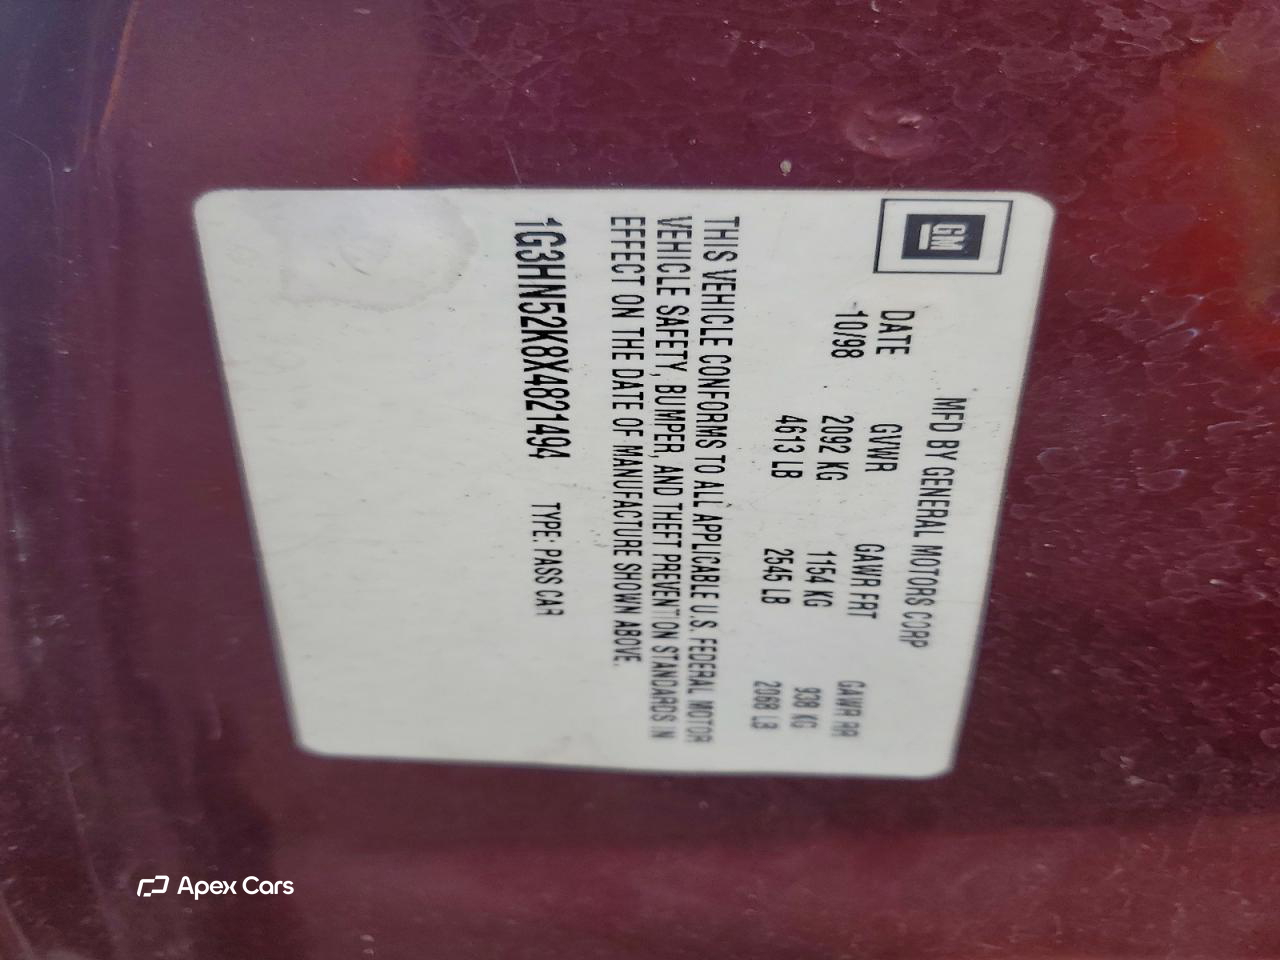 GM
MFD BY GENERAL MOTORS CORP
DATE GVWR GAWR FRT GAWR RR
10/98 2092 KG 1154 KG 938 KG
4613 LB 2545 LB 2068 LB
THIS VEHICLE CONFORMS TO ALL APPLICABLE U.S. FEDERAL MOTOR
VEHICLE SAFETY, BUMPER, AND THEFT PREVENTION STANDARDS IN
EFFECT ON THE DATE OF MANUFACTURE SHOWN ABOVE.
1G3HN52K8X4821494 TYPE: PASS CAR
Apex Cars